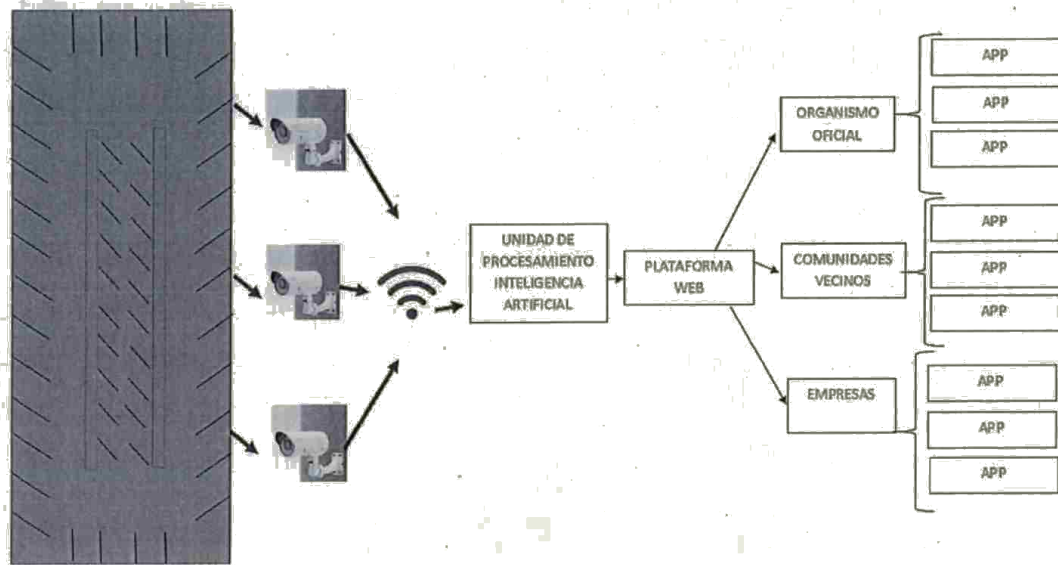 UNIDAD DE
PROCESAMIENTO
INTELIGENCIA
ARTIFICIAL
PLATAFORMA
WEB
ORGANISMO
OFICIAL
APP
APP
APP
COMUNIDADES
VECINOS
APP
APP
APP
EMPRESAS
APP
APP
APP